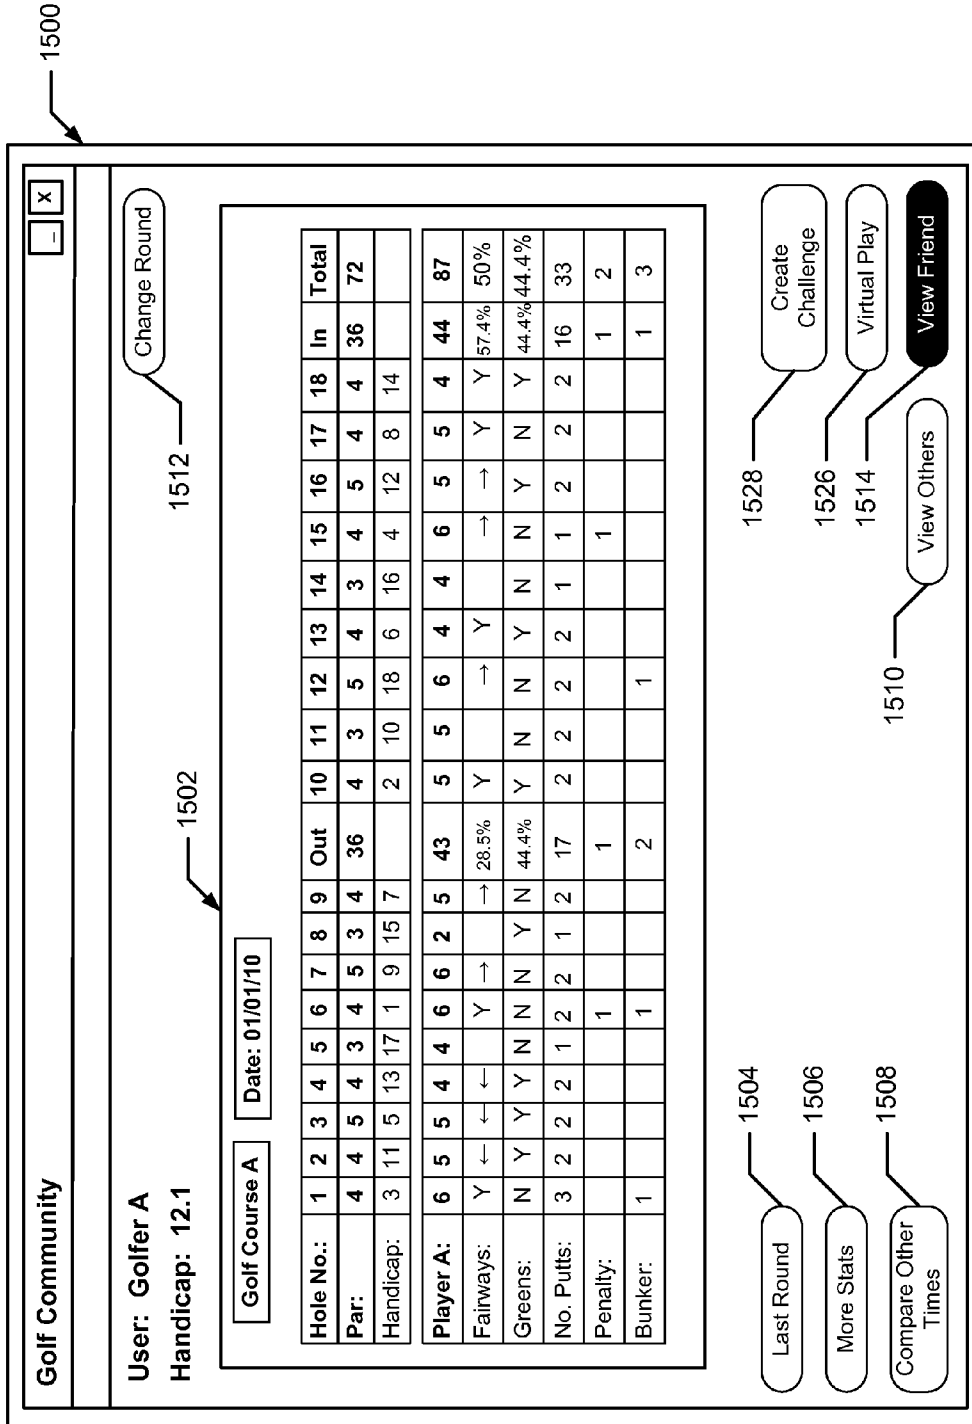 1500
Golf Community
_ X
User: Golfer A
Handicap: 12.1
Change Round
1512
1502
Golf Course A Date: 01/01/10
Hole No.: 1 2 3 4 5 6 7 8 9 Out 10 11 12 13 14 15 16 17 18 In Total
Par: 4 4 5 4 3 4 5 3 4 36 4 3 5 4 3 4 5 4 4 36 72
Handicap: 3 11 5 13 17 1 9 15 7 2 10 18 6 16 4 12 8 14
Player A: 6 5 5 4 4 6 6 2 5 43 5 5 6 4 4 6 5 5 4 44 87
Fairways: Y ← ← ← Y → → 28.5% Y → Y → → Y Y 57.4% 50%
Greens: N Y Y Y N N N Y N 44.4% Y N N Y N N Y N Y 44.4% 44.4%
No. Putts: 3 2 2 2 1 2 2 1 2 17 2 2 2 2 1 1 2 2 2 16 33
Penalty: 1 1 1 1 2
Bunker: 1 1 2 1 1 3
Last Round
1504
More Stats
1506
Compare Other
Times
1508
Create
Challenge
1528
Virtual Play
1526
View Friend
1514
View Others
1510